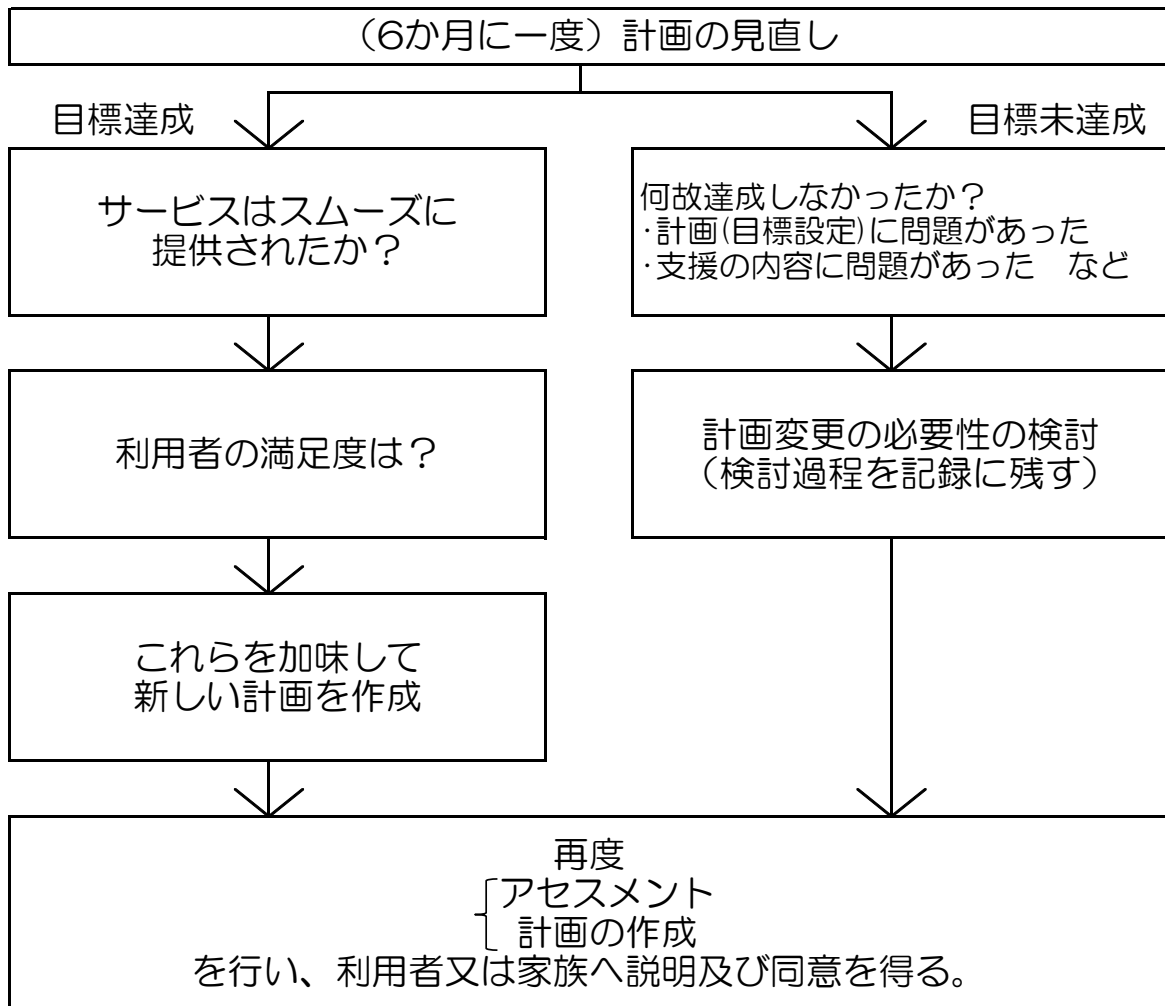 （6か月に一度）計画の見直し
目標達成
目標未達成
サービスはスムーズに
提供されたか？
何故達成しなかったか？
・計画(目標設定)に問題があった
・支援の内容に問題があった　など
利用者の満足度は？
計画変更の必要性の検討
（検討過程を記録に残す）
これらを加味して
新しい計画を作成
再度
アセスメント
計画の作成
を行い、利用者又は家族へ説明及び同意を得る。